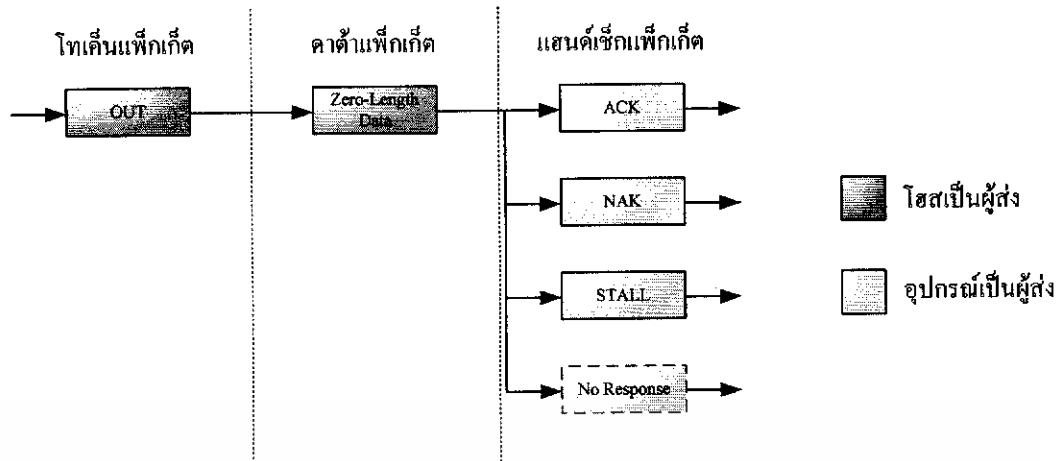 โทเค็นแพ็กเก็ต
ดาต้าแพ็กเก็ต
แฮนด์เช็กแพ็กเก็ต
OUT
Zero-Length
Data
ACK
NAK
STALL
No Response
โฮสเป็นผู้ส่ง
อุปกรณ์เป็นผู้ส่ง